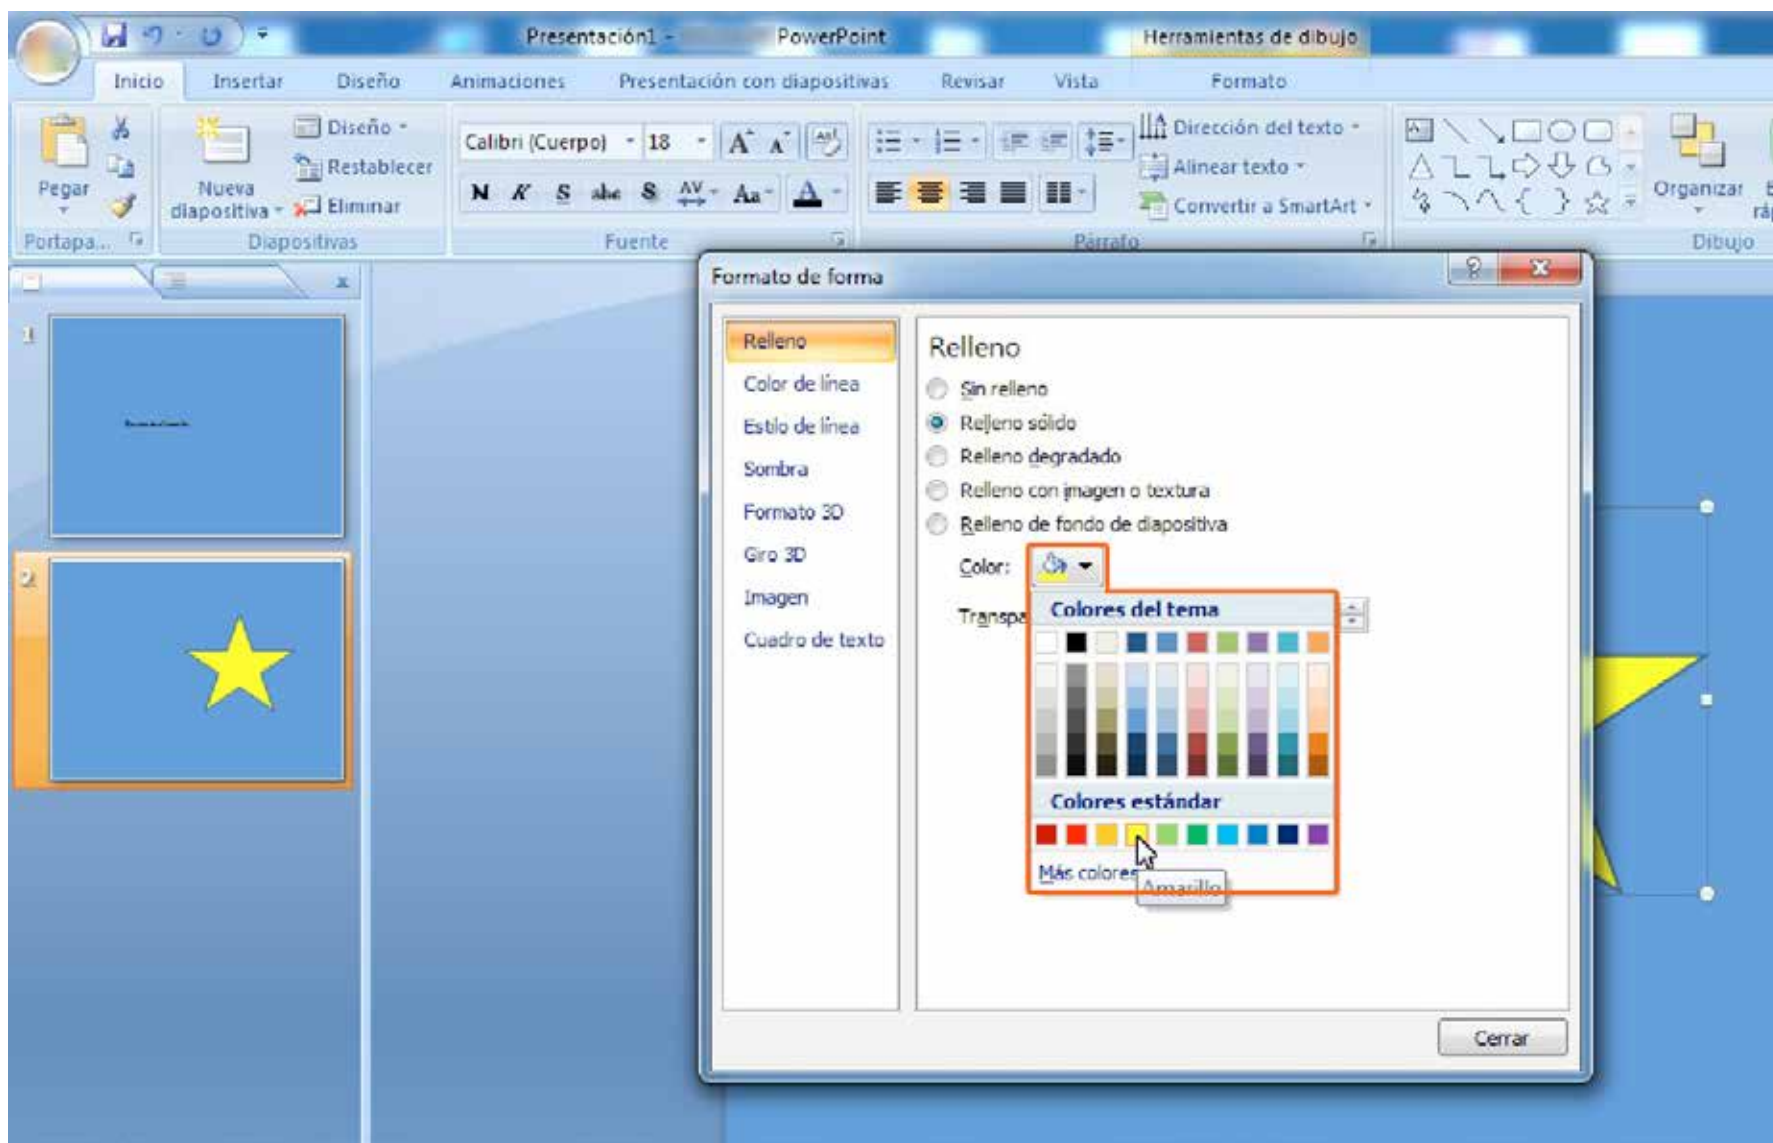 Presentación1 - PowerPoint
Herramientas de dibujo
Inicio
Insertar
Diseño
Animaciones
Presentación con diapositivas
Revisar
Vista
Formato
Pegar
Nueva
diapositiva
Diseño
Restablecer
Eliminar
Calibri (Cuerpo)
18
A A
N K S abc S AV Aa A
Dirección del texto
Alinear texto
Convertir a SmartArt
Organizar
Portapa...
Diapositivas
Fuente
Párrafo
Dibujo
1
2
Formato de forma
Relleno
Color de línea
Estilo de línea
Sombra
Formato 3D
Giro 3D
Imagen
Cuadro de texto
Relleno
Sin relleno
Relleno sólido
Relleno degradado
Relleno con imagen o textura
Relleno de fondo de diapositiva
Color:
Transpa
Colores del tema
Colores estándar
Más colores
Amarillo
Cerrar